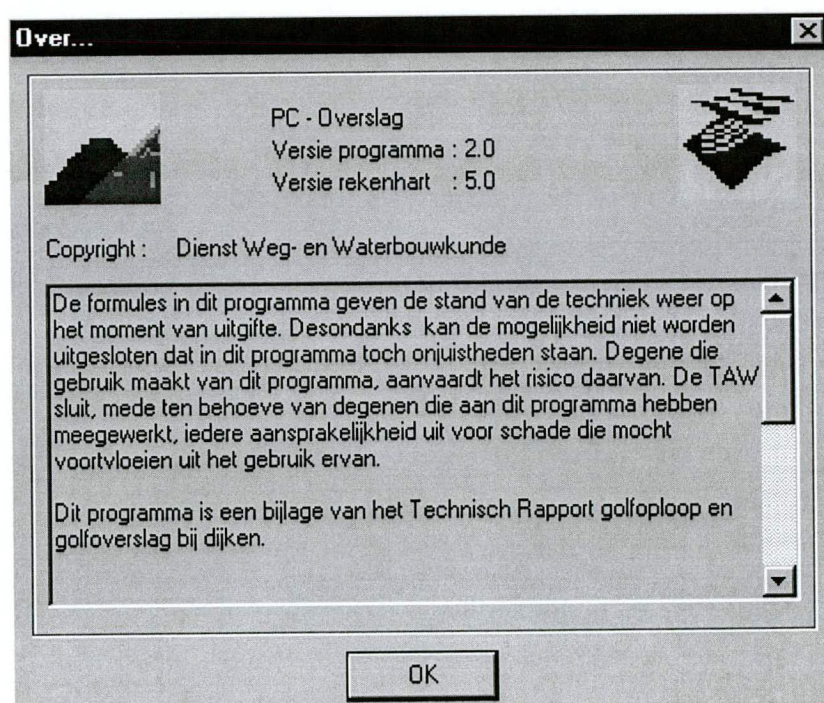 Over...
PC - Overslag
Versie programma : 2.0
Versie rekenhart : 5.0
Copyright : Dienst Weg- en Waterbouwkunde
De formules in dit programma geven de stand van de techniek weer op
het moment van uitgifte. Desondanks kan de mogelijkheid niet worden
uitgesloten dat in dit programma toch onjuistheden staan. Degene die
gebruik maakt van dit programma, aanvaardt het risico daarvan. De TAW
sluit, mede ten behoeve van degenen die aan dit programma hebben
meegewerkt, iedere aansprakelijkheid uit voor schade die mocht
voortvloeien uit het gebruik ervan.
Dit programma is een bijlage van het Technisch Rapport golfoploop en
golfoverslag bij dijken.
OK